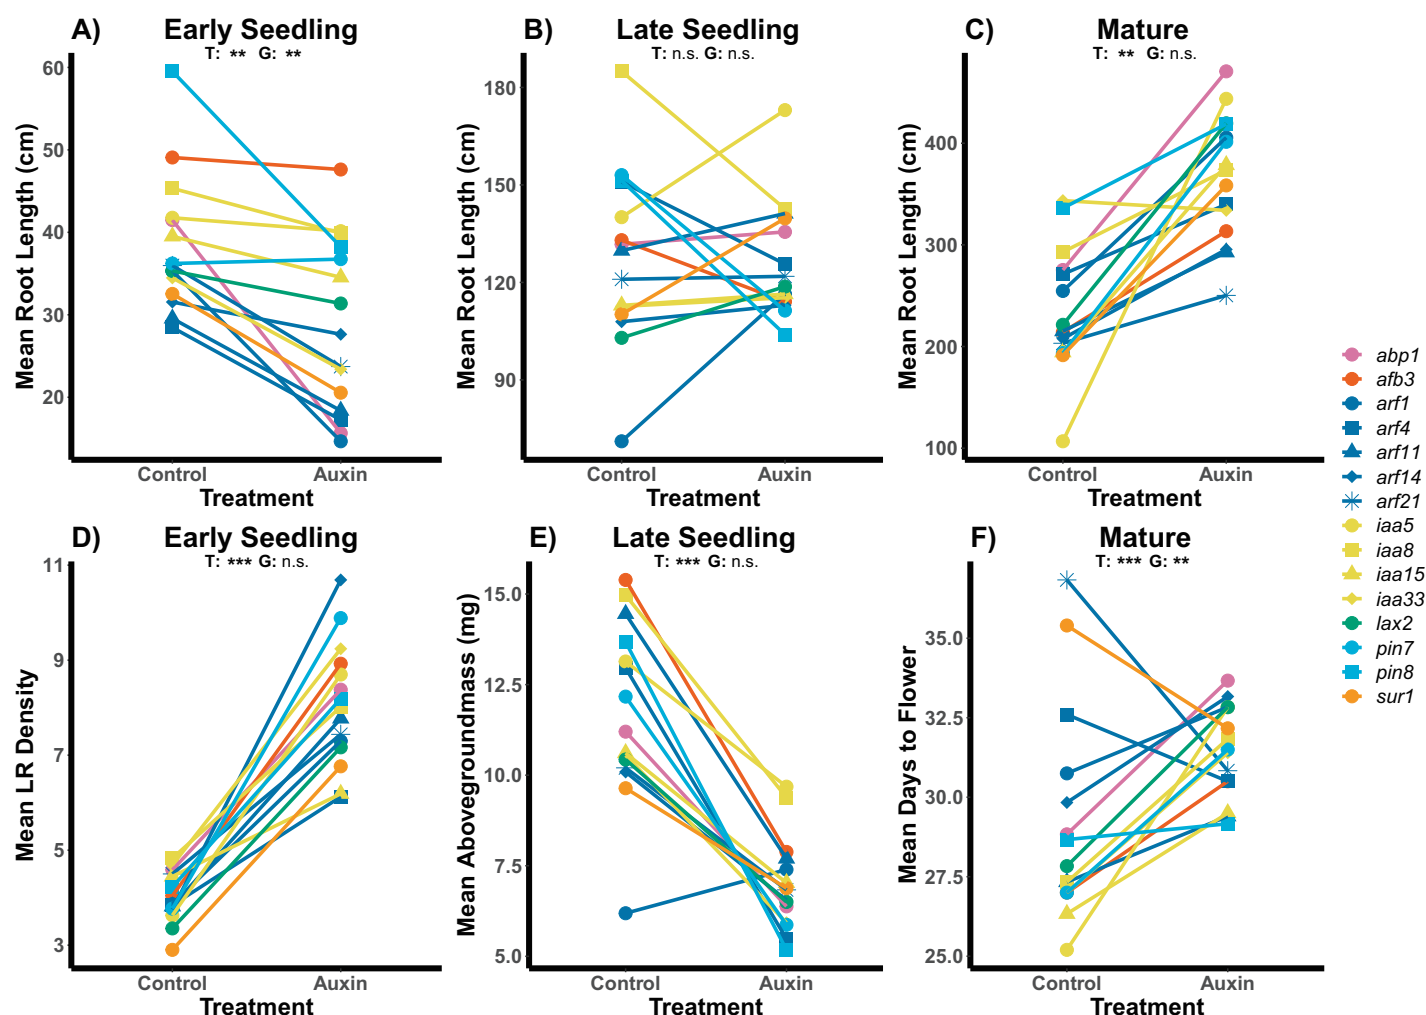 A) Early Seedling
T: ** G: **
Mean Root Length (cm)
60
50
40
30
20
Control Auxin
Treatment
B) Late Seedling
T: n.s. G: n.s.
Mean Root Length (cm)
180
150
120
90
Control Auxin
Treatment
C) Mature
T: ** G: n.s.
Mean Root Length (cm)
400
300
200
100
Control Auxin
Treatment
D) Early Seedling
T: *** G: n.s.
Mean LR Density
11
9
7
5
3
Control Auxin
Treatment
E) Late Seedling
T: *** G: n.s.
Mean Abovegroundmass (mg)
15.0
12.5
10.0
7.5
5.0
Control Auxin
Treatment
F) Mature
T: *** G: **
Mean Days to Flower
35.0
32.5
30.0
27.5
25.0
Control Auxin
Treatment
abp1
afb3
arf1
arf4
arf11
arf14
arf21
iaa5
iaa8
iaa15
iaa33
lax2
pin7
pin8
sur1